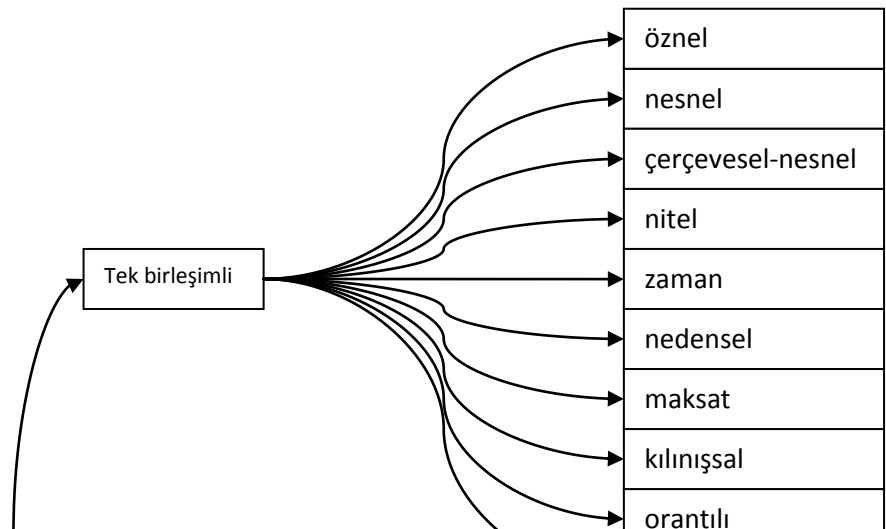 öznel
nesnel
çerçevesel-nesnel
nitel
Tek birleşimli
zaman
nedensel
maksat
kılınışsal
orantılı